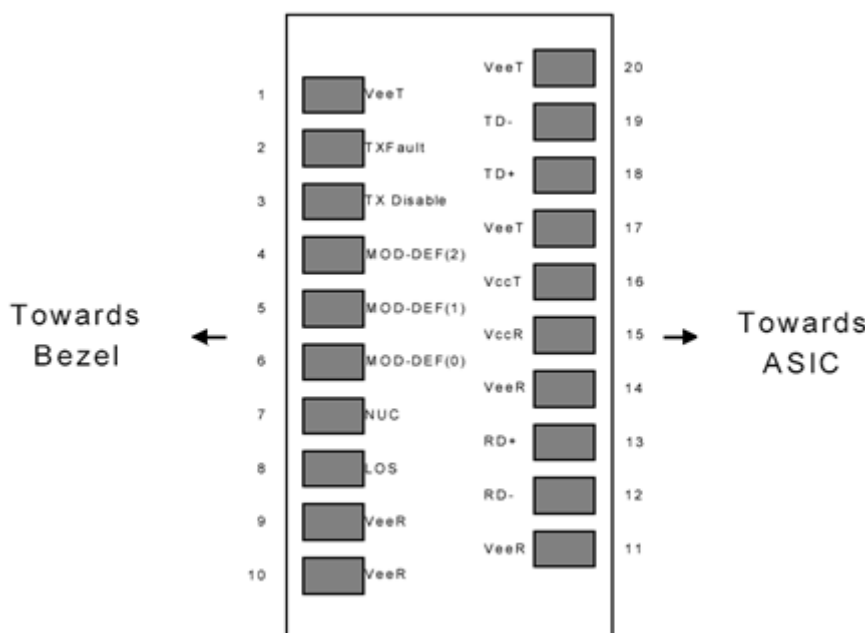 VeeT 20
1 VeeT
TD- 19
2 TXFault
TD+ 18
3 TX Disable
VeeT 17
4 MOD-DEF(2)
VccT 16
5 MOD-DEF(1)
Towards
Bezel
VccR 15
Towards
ASIC
6 MOD-DEF(0)
VeeR 14
7 NUC
RD+ 13
8 LOS
RD- 12
9 VeeR
VeeR 11
10 VeeR